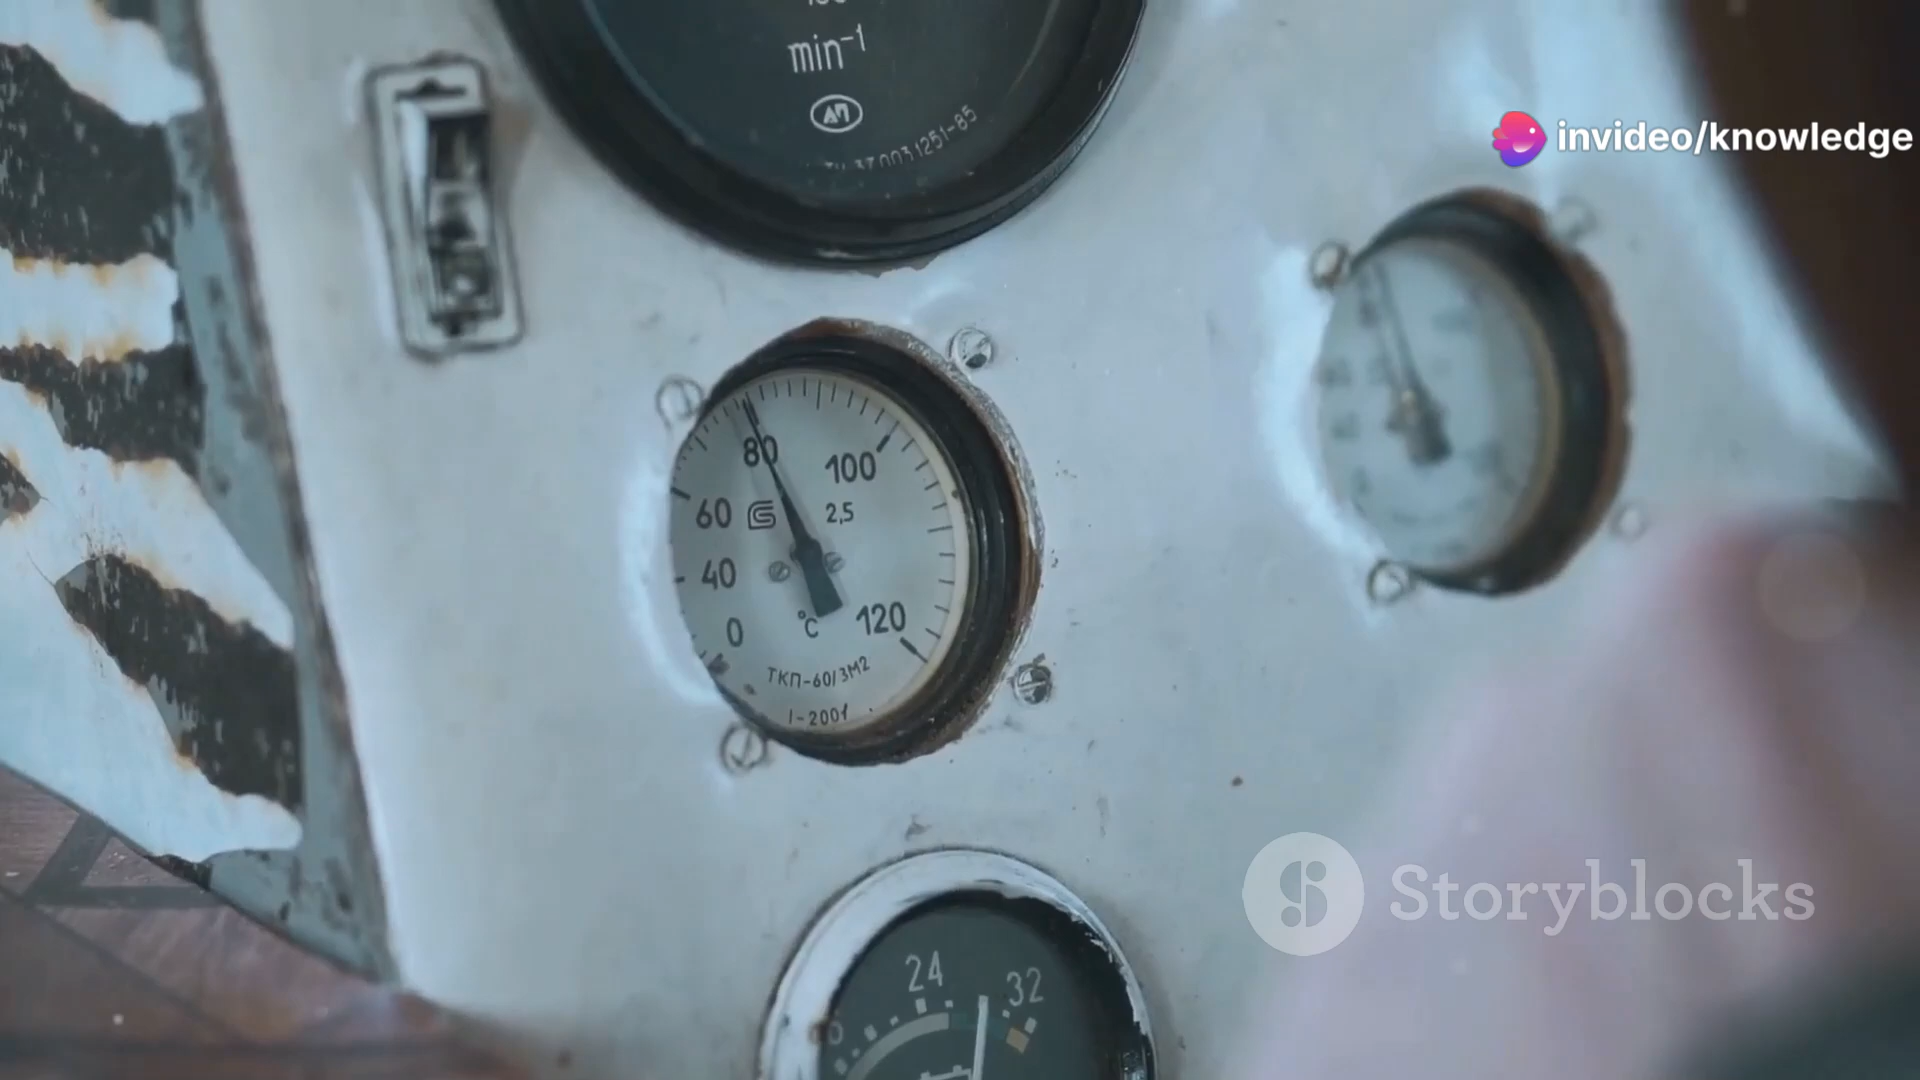 min⁻¹
АП
37.003.1251-85
invideo/knowledge
80
100
60
2,5
40
°C
120
0
ТКП-60/3М2
I-2001
24
32
Storyblocks